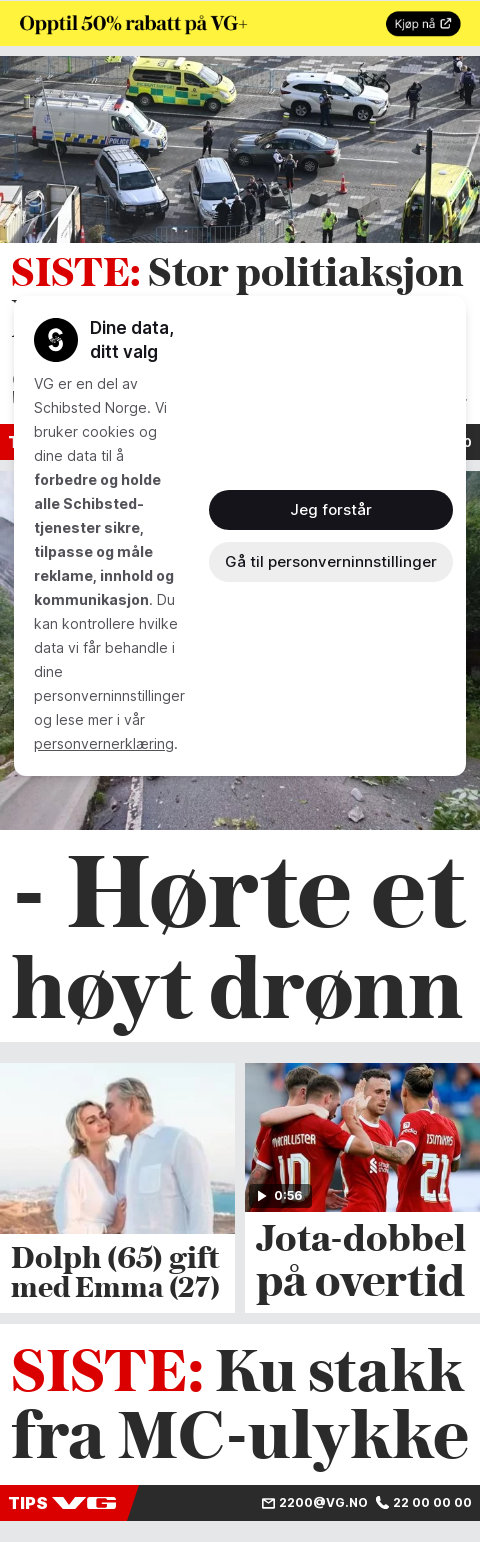 Opptil 50% rabatt på VG+
Kjøp nå
POLICE
SISTE: Stor politiaksjon
Dine data,
ditt valg
VG er en del av
Schibsted Norge. Vi
bruker cookies og
dine data til å
forbedre og holde
alle Schibsted-
tjenester sikre,
tilpasse og måle
reklame, innhold og
kommunikasjon. Du
kan kontrollere hvilke
data vi får behandle i
dine
personverninnstillinger
og lese mer i vår
personvernerklæring.
Jeg forstår
Gå til personverninnstillinger
- Hørte et
høyt drønn
MACALLISTER
10
TSIMIKAS
21
0:56
Dolph (65) gift
med Emma (27)
Jota-dobbel
på overtid
SISTE: Ku stakk
fra MC-ulykke
TIPS VG
2200@VG.NO
22 00 00 00